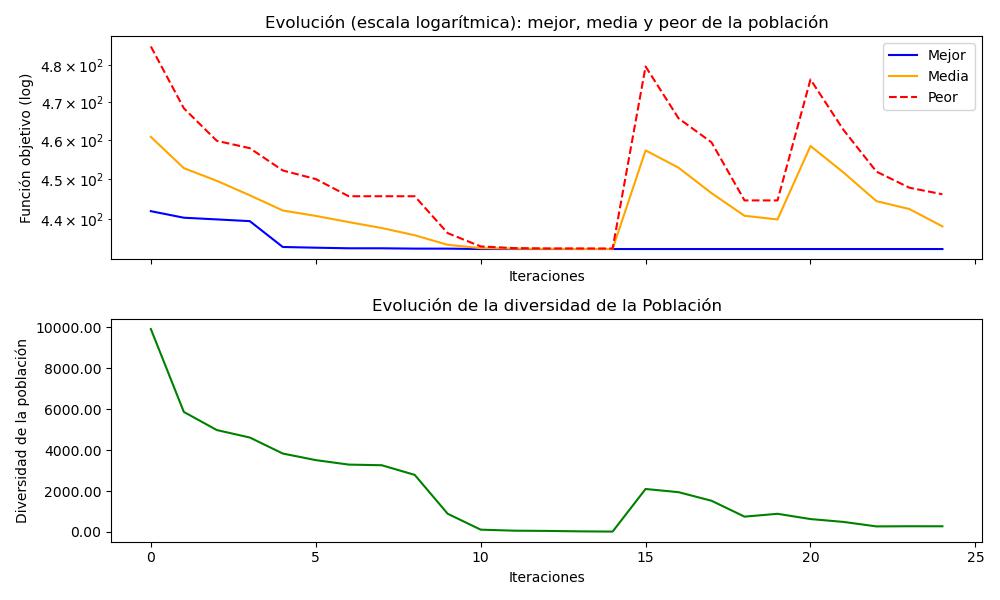 Evolución (escala logarítmica): mejor, media y peor de la población
Función objetivo (log)
4.8 × 10²
4.7 × 10²
4.6 × 10²
4.5 × 10²
4.4 × 10²
Mejor
Media
Peor
Iteraciones
Evolución de la diversidad de la Población
Diversidad de la población
10000.00
8000.00
6000.00
4000.00
2000.00
0.00
0 5 10 15 20 25
Iteraciones